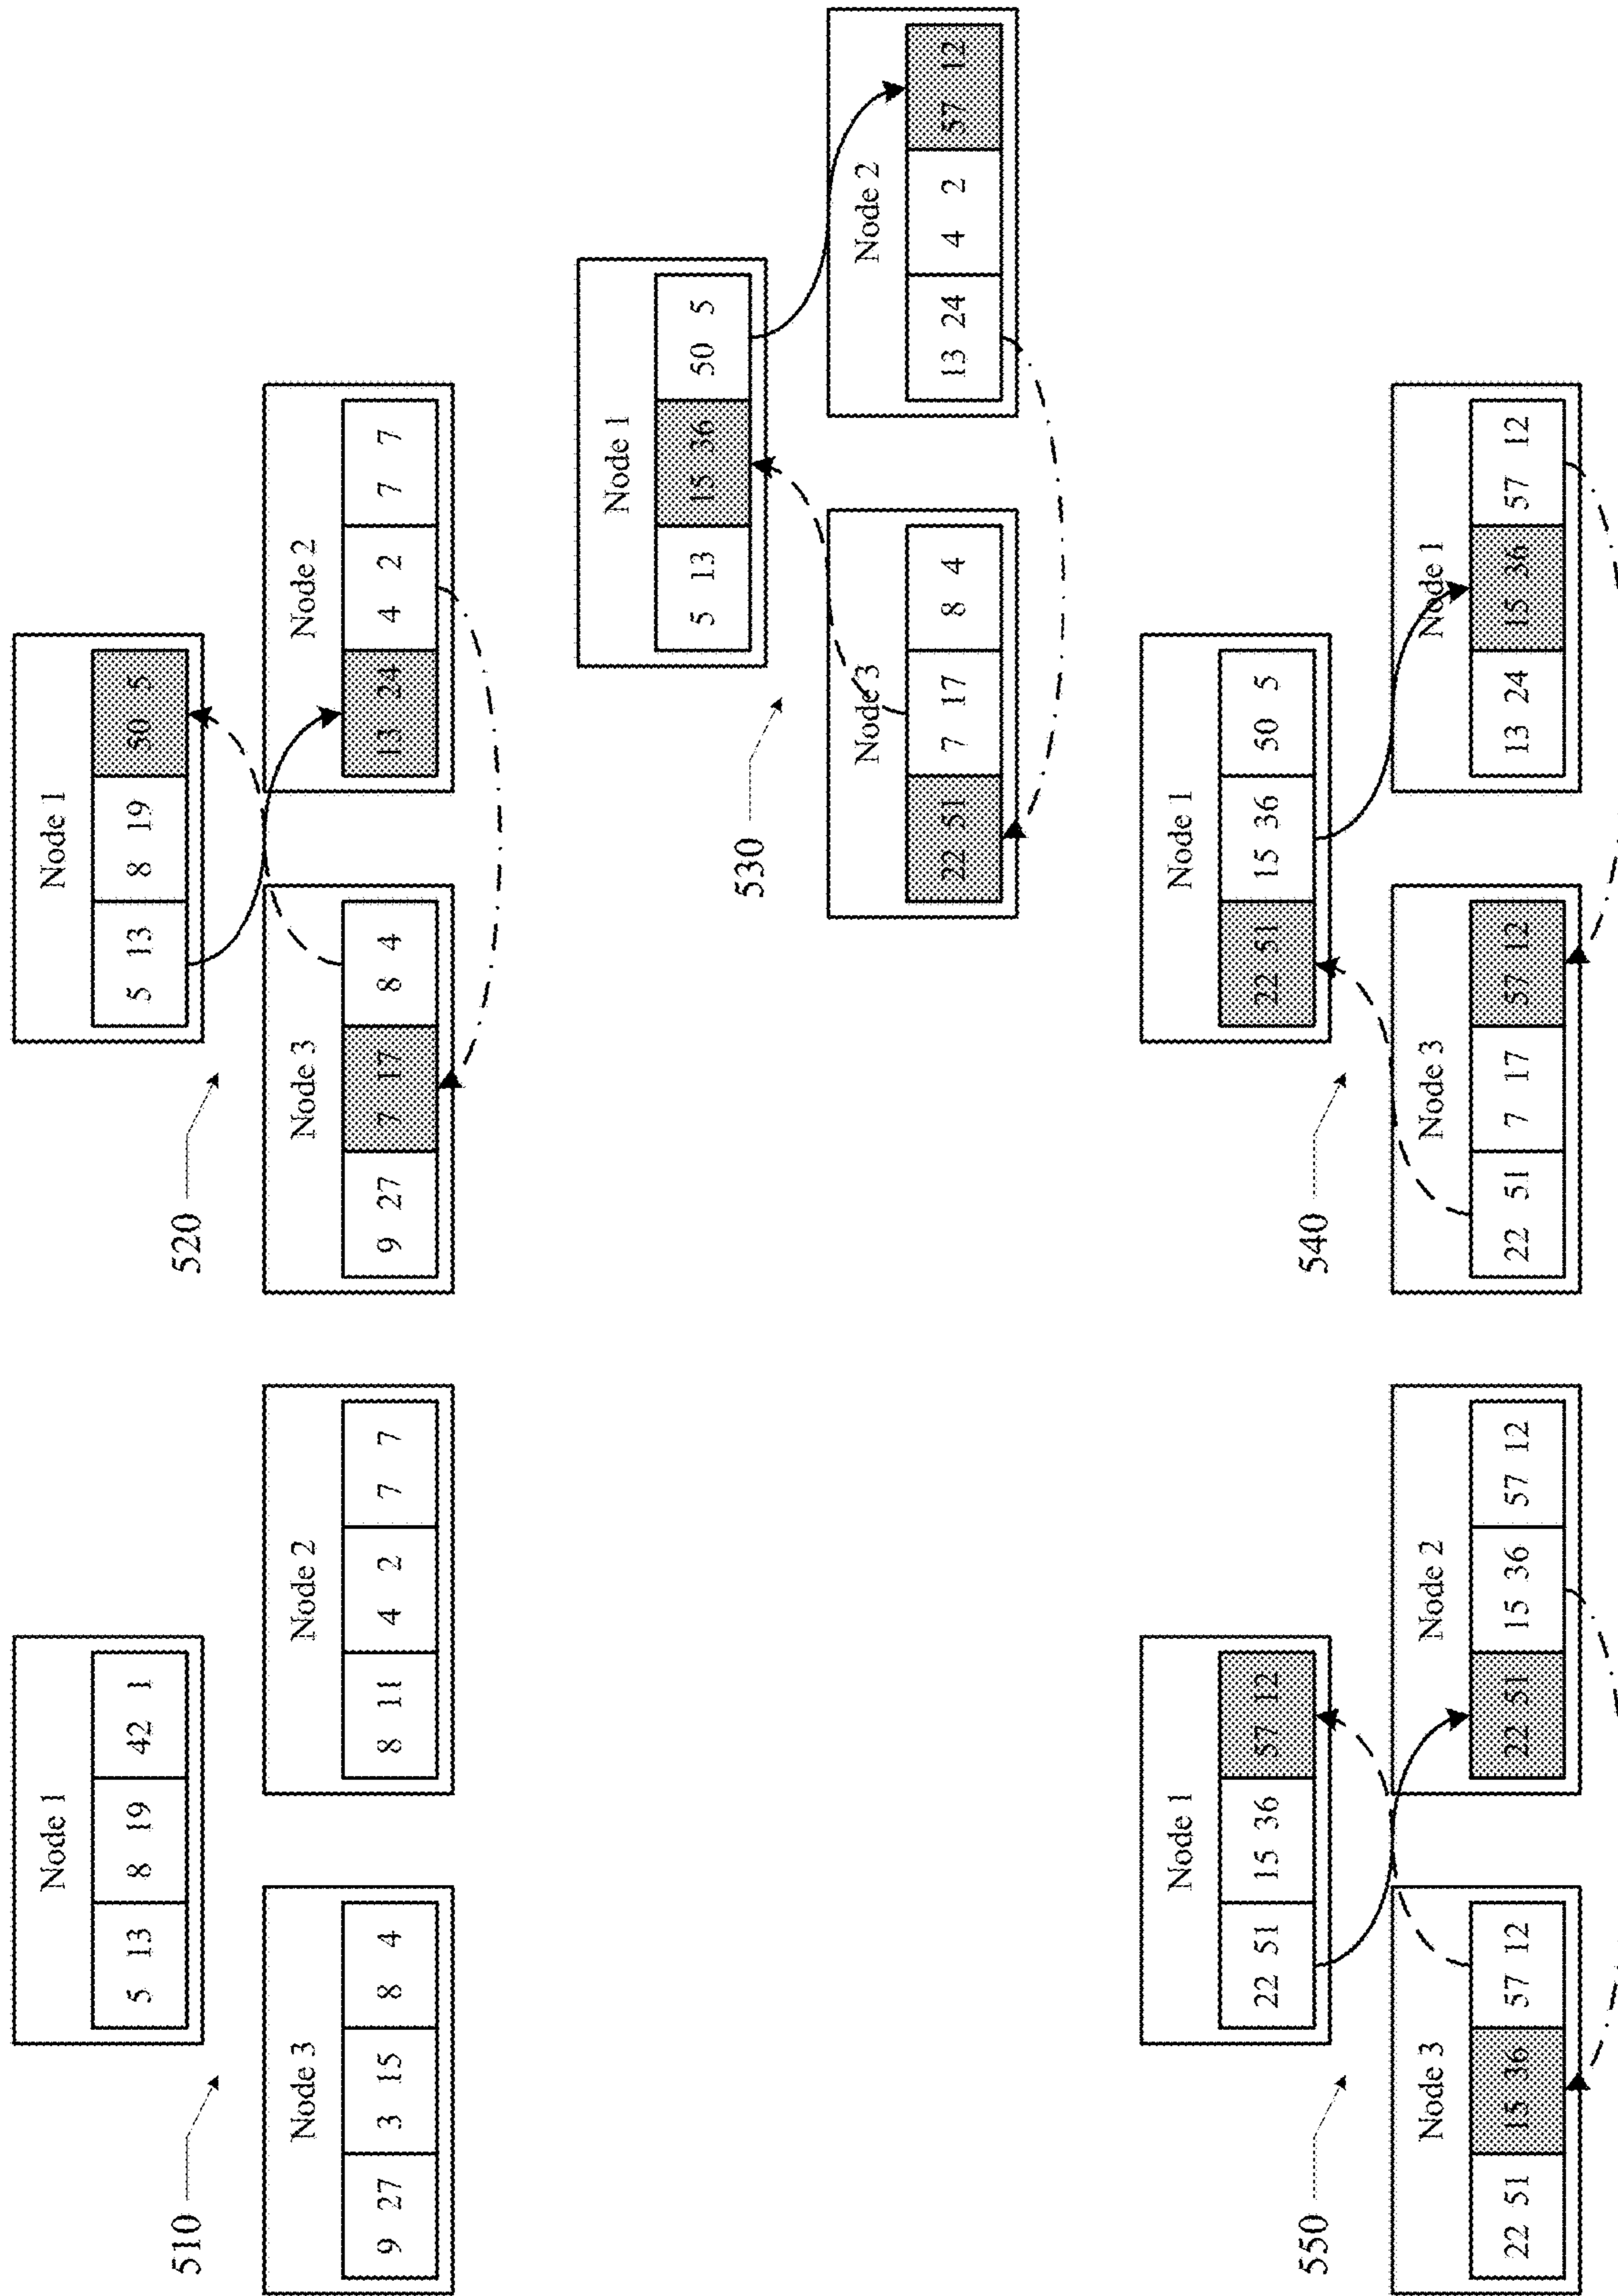 510
Node 1
5 13 8 19 42 1
Node 3
9 27 3 15 8 4
Node 2
8 11 4 2 7 7
520
Node 1
5 13 8 19 50 5
Node 3
9 27 7 17 8 4
Node 2
13 24 4 2 7 7
530
Node 1
5 13 15 36 50 5
Node 3
22 51 7 17 8 4
Node 2
13 24 4 2 57 12
550
Node 1
22 51 15 36 57 12
Node 3
22 51 15 36 57 12
Node 2
22 51 15 36 57 12
540
Node 1
22 51 15 36 50 5
Node 3
22 51 7 17 57 12
Node 1
13 24 15 36 57 12